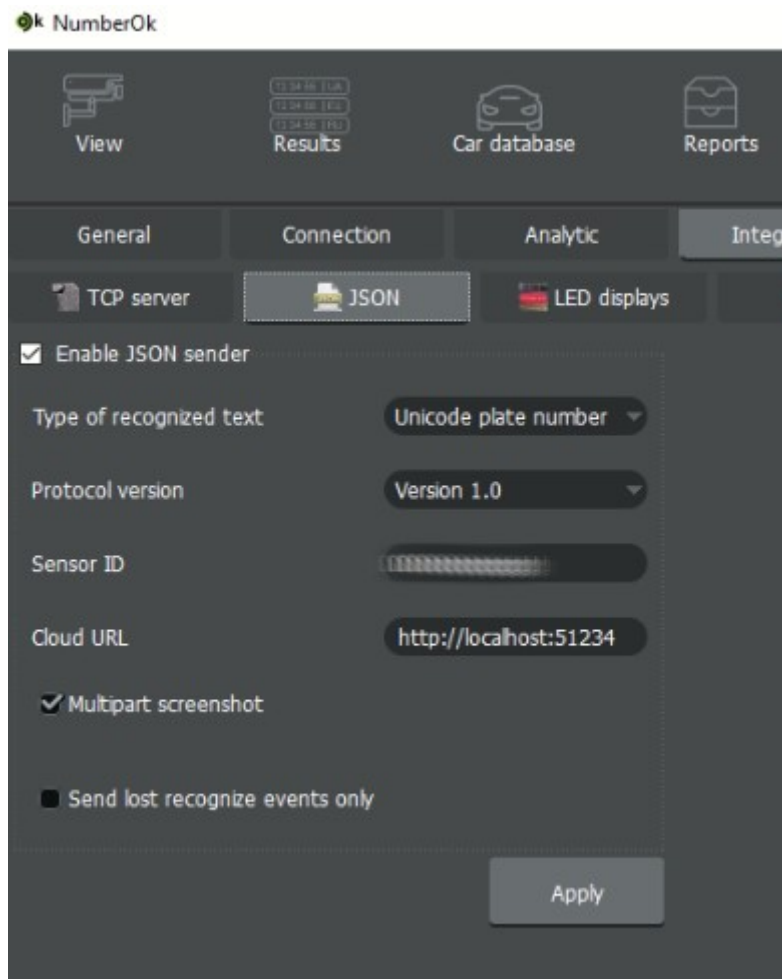 NumberOk
View Results Car database Reports
General Connection Analytic Integ
TCP server JSON LED displays
Enable JSON sender
Type of recognized text Unicode plate number
Protocol version Version 1.0
Sensor ID
Cloud URL http://localhost:51234
Multipart screenshot
Send lost recognize events only
Apply